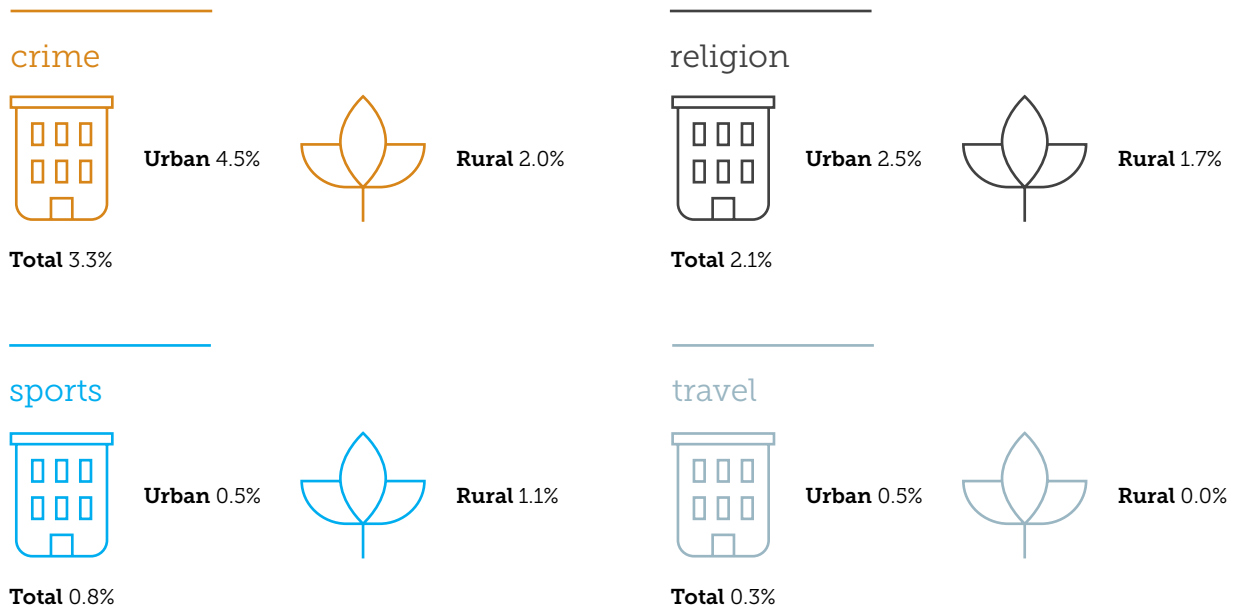 crime
Urban 4.5%
Rural 2.0%
Total 3.3%
religion
Urban 2.5%
Rural 1.7%
Total 2.1%
sports
Urban 0.5%
Rural 1.1%
Total 0.8%
travel
Urban 0.5%
Rural 0.0%
Total 0.3%